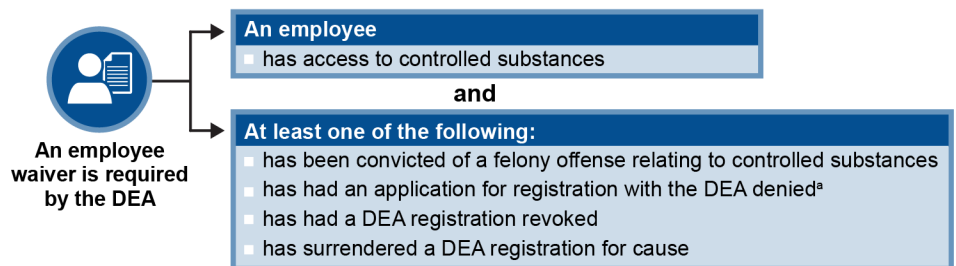 An employee
has access to controlled substances
and
At least one of the following:
has been convicted of a felony offense relating to controlled substances
has had an application for registration with the DEA deniedᵃ
has had a DEA registration revoked
has surrendered a DEA registration for cause
An employee
waiver is required
by the DEA